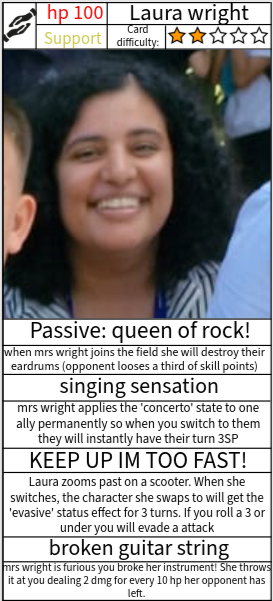 hp 100
Laura wright
Support
Card
difficulty:
Passive: queen of rock!
when mrs wright joins the field she will destroy their
eardrums (opponent looses a third of skill points)
singing sensation
mrs wright applies the 'concerto' state to one
ally permanently so when you switch to them
they will instantly have their turn 3SP
KEEP UP IM TOO FAST!
Laura zooms past on a scooter. When she
switches, the character she swaps to will get the
'evasive' status effect for 3 turns. If you roll a 3 or
under you will evade a attack
broken guitar string
mrs wright is furious you broke her instrument! She throws
it at you dealing 2 dmg for every 10 hp her opponent has
left.